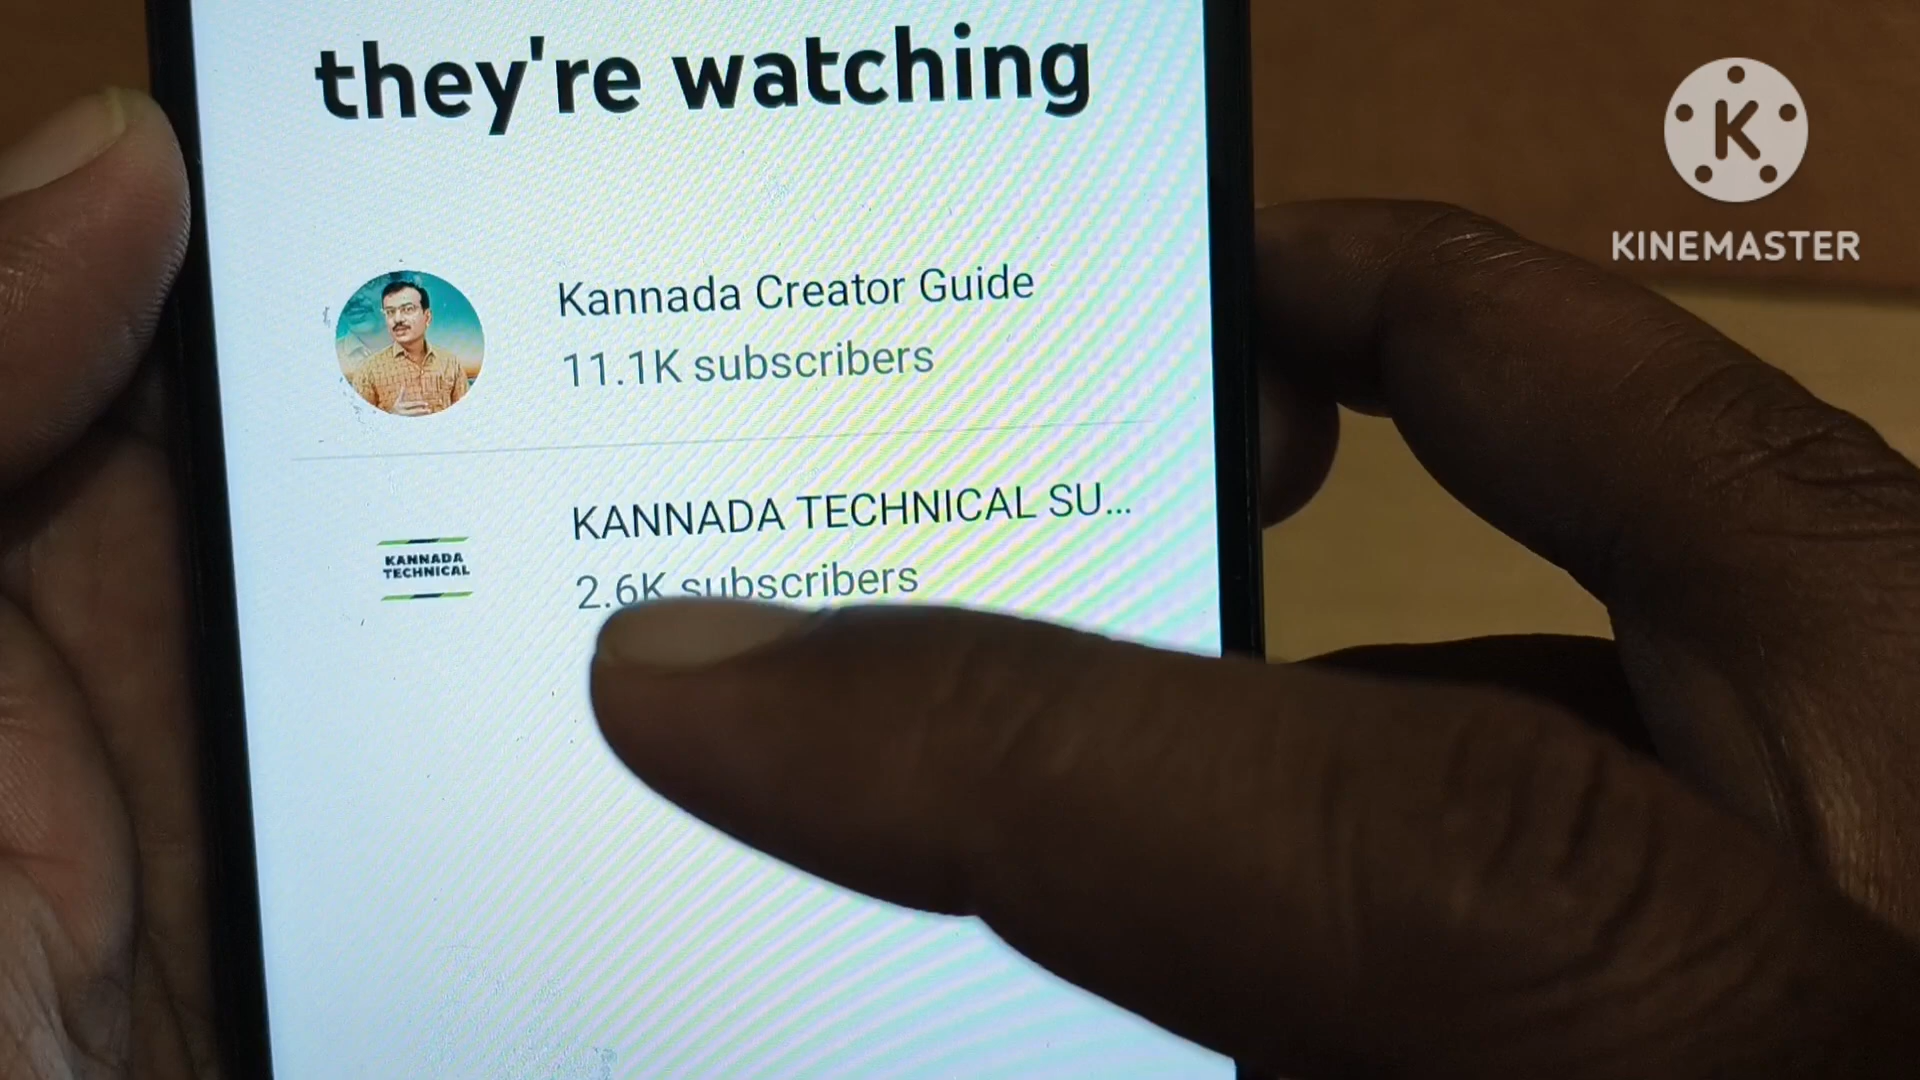 they're watching
KINEMASTER
Kannada Creator Guide
11.1K subscribers
KANNADA TECHNICAL SU...
KANNADA
TECHNICAL
2.6K subscribers